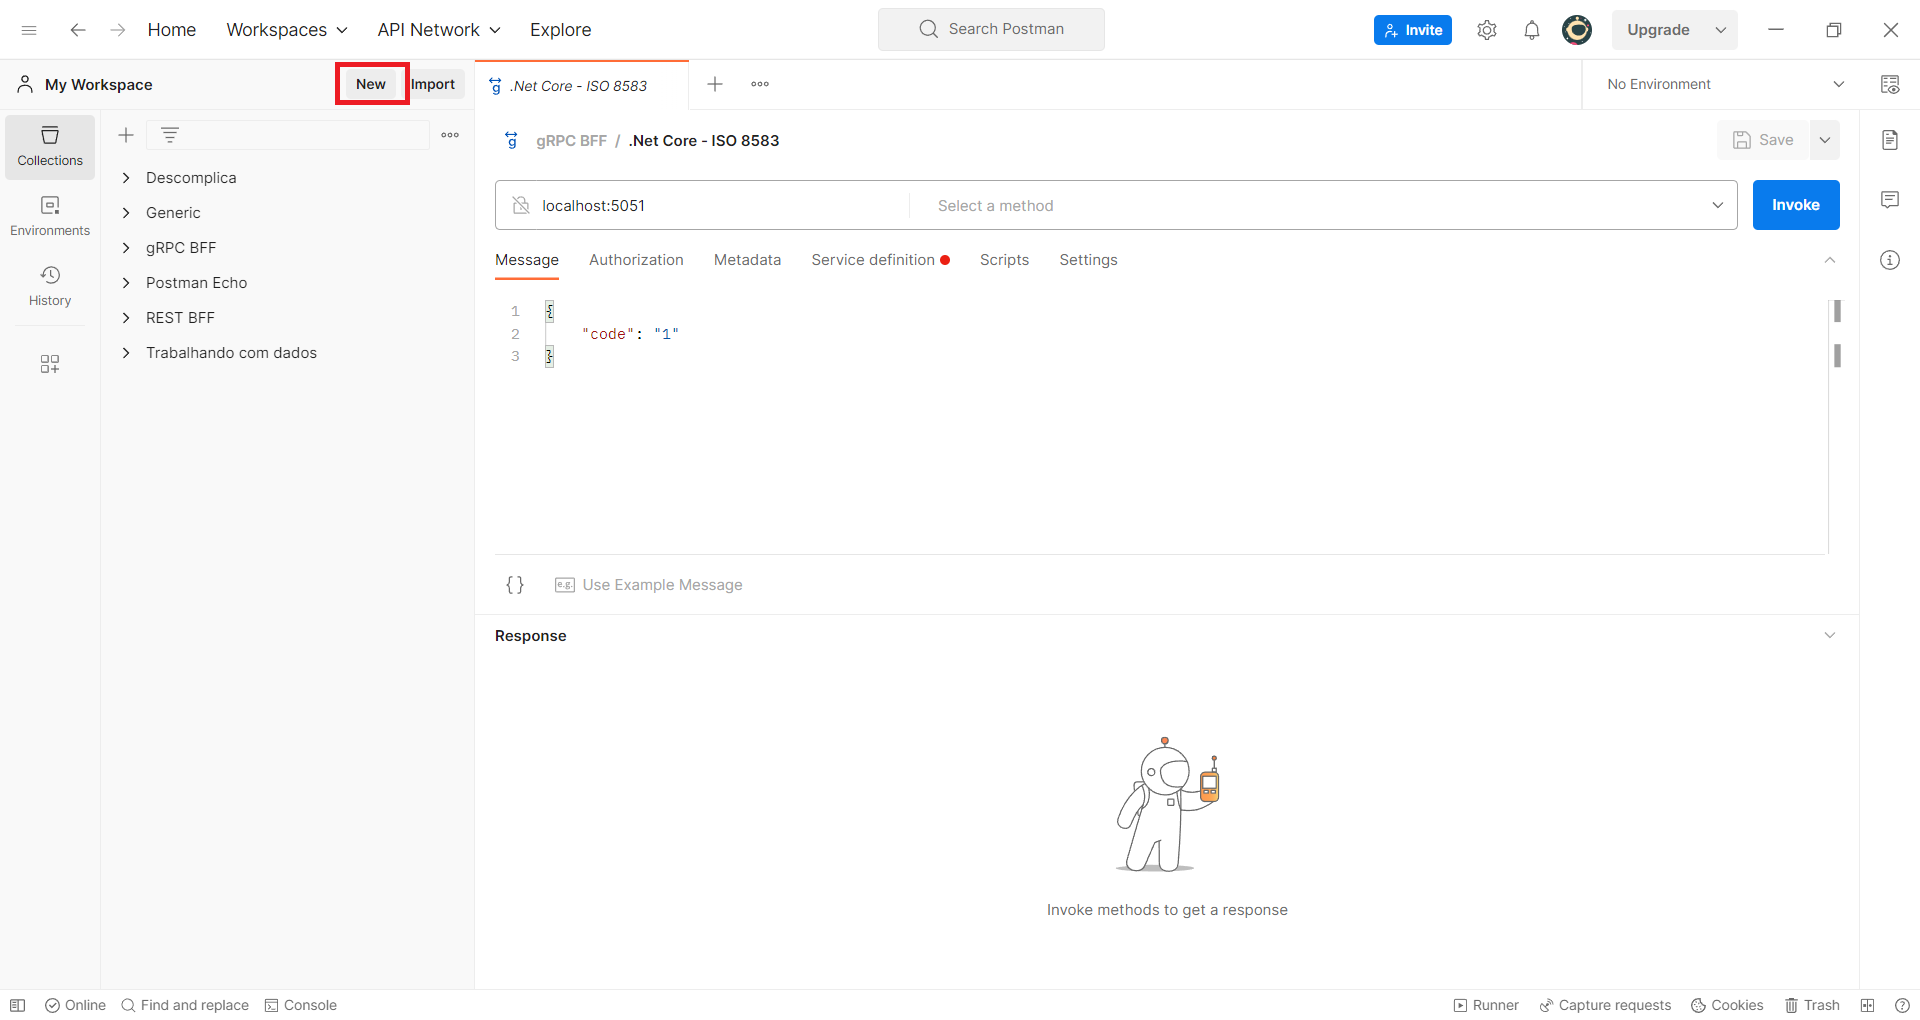 Home Workspaces API Network Explore Search Postman Invite Upgrade
My Workspace New Import .Net Core - ISO 8583 No Environment
Collections
Environments
History
Descomplica
Generic
gRPC BFF
Postman Echo
REST BFF
Trabalhando com dados
gRPC BFF / .Net Core - ISO 8583 Save
localhost:5051 Select a method Invoke
Message Authorization Metadata Service definition Scripts Settings
1 {
2 "code": "1"
3 }
{} e.g. Use Example Message
Response
Invoke methods to get a response
Online Find and replace Console Runner Capture requests Cookies Trash